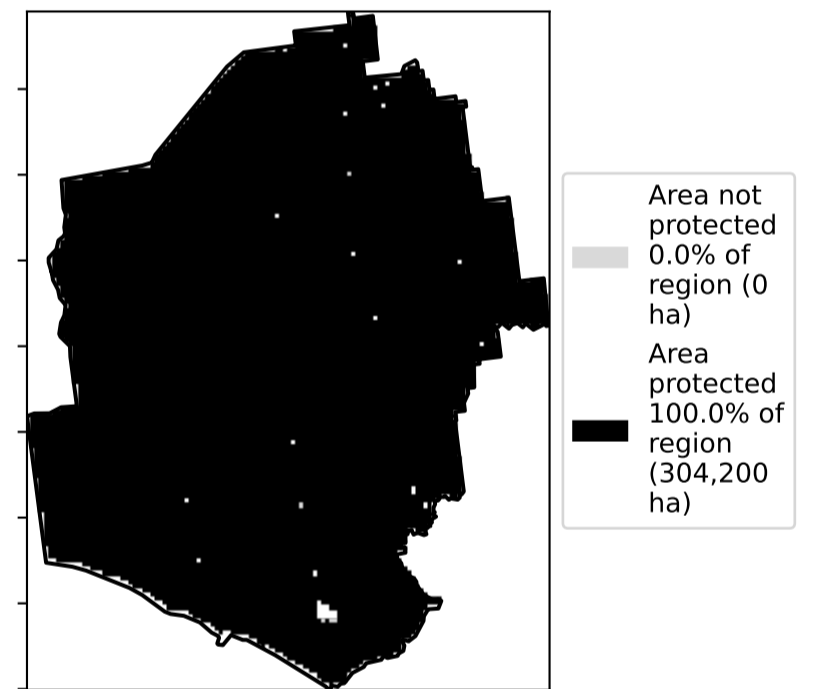 Area not
protected
0.0% of
region (0
ha)
Area
protected
100.0% of
region
(304,200
ha)